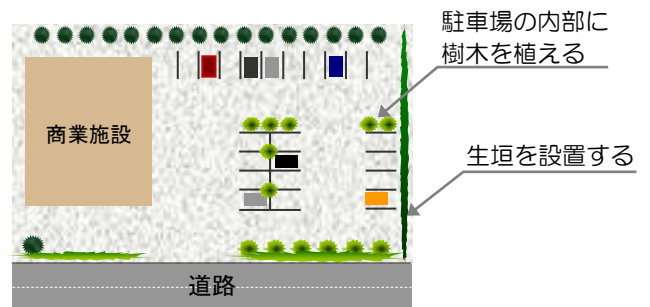 駐車場の内部に
樹木を植える
商業施設
生垣を設置する
道路